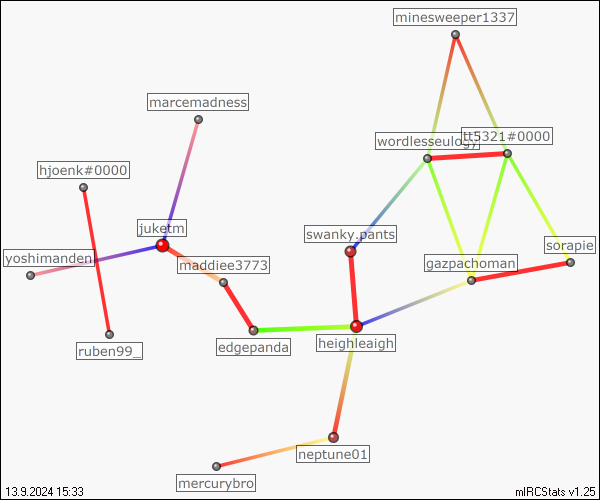 minesweeper1337
marcemadness
wordlesseulogy
tt5321#0000
hjoenk#0000
juketm
swanky.pants
sorapie
yoshimanden
maddiee3773
gazpachoman
heighleaigh
edgepanda
ruben99_
neptune01
mercurybro
13.9.2024 15:33
mIRCStats v1.25